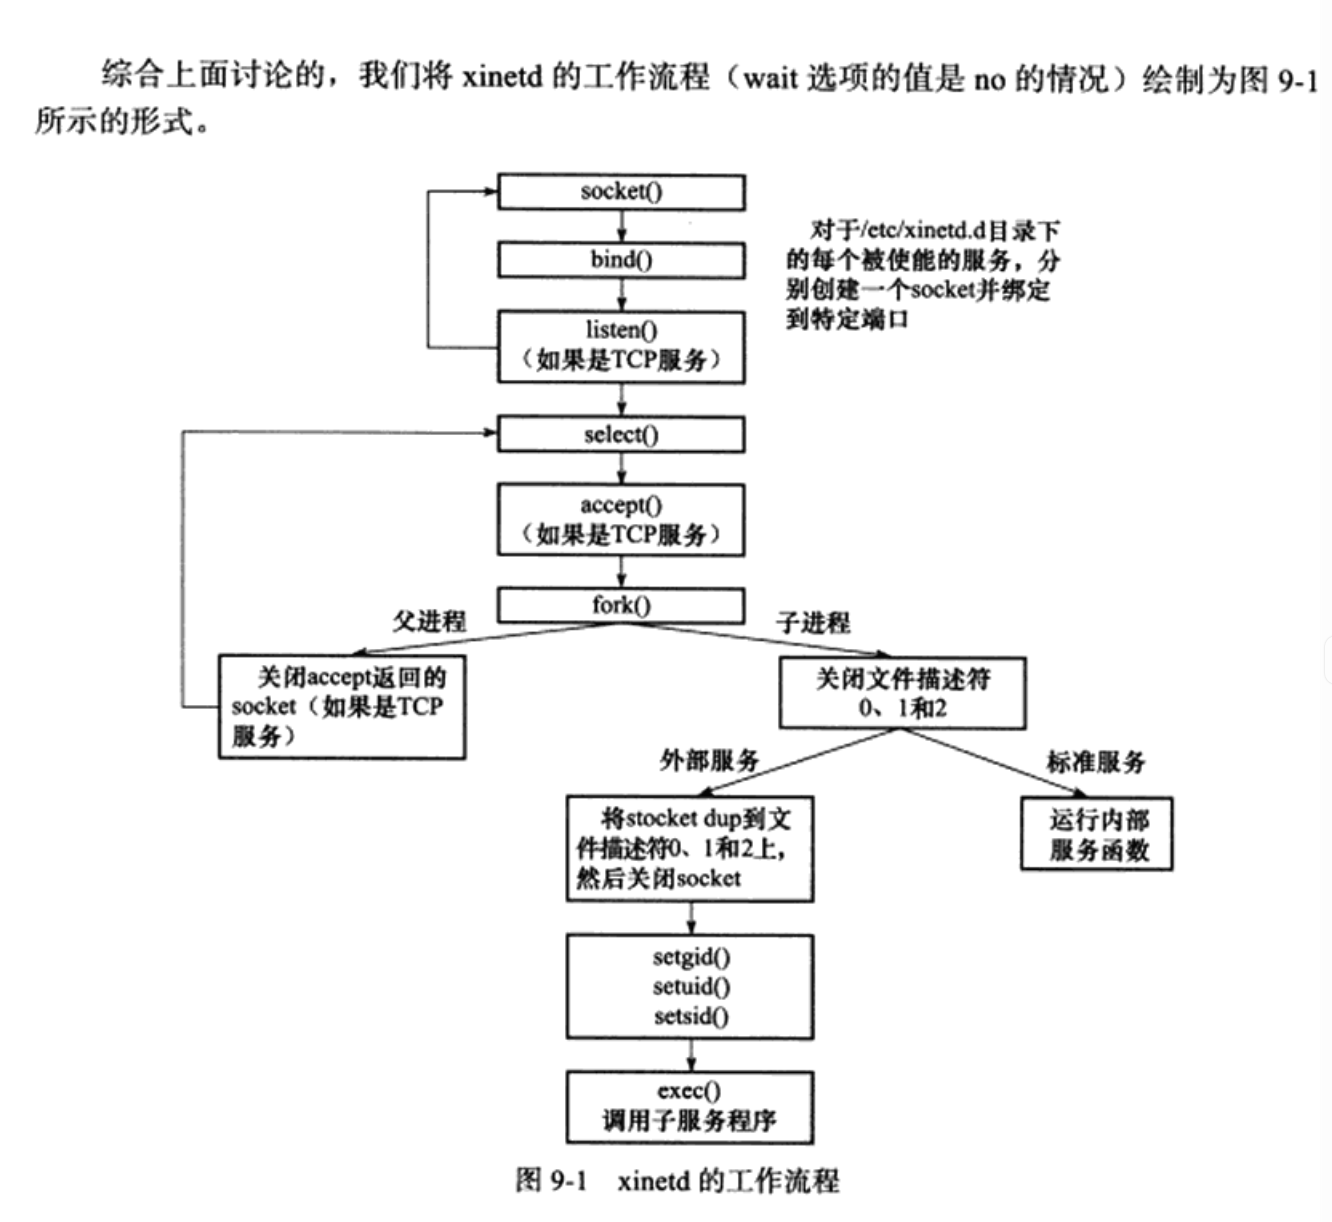 综合上面讨论的，我们将 xinetd 的工作流程（wait 选项的值是 no 的情况）绘制为图 9-1
所示的形式。
socket()
对于/etc/xinetd.d目录下
的每个被使能的服务，分
别创建一个socket并绑定
到特定端口
bind()
listen()
（如果是TCP服务）
select()
accept()
（如果是TCP服务）
fork()
父进程
子进程
关闭accept返回的
socket（如果是TCP
服务）
关闭文件描述符
0、1和2
外部服务
标准服务
将stocket dup到文
件描述符0、1和2上，
然后关闭socket
运行内部
服务函数
setgid()
setuid()
setsid()
exec()
调用子服务程序
图 9-1 xinetd 的工作流程